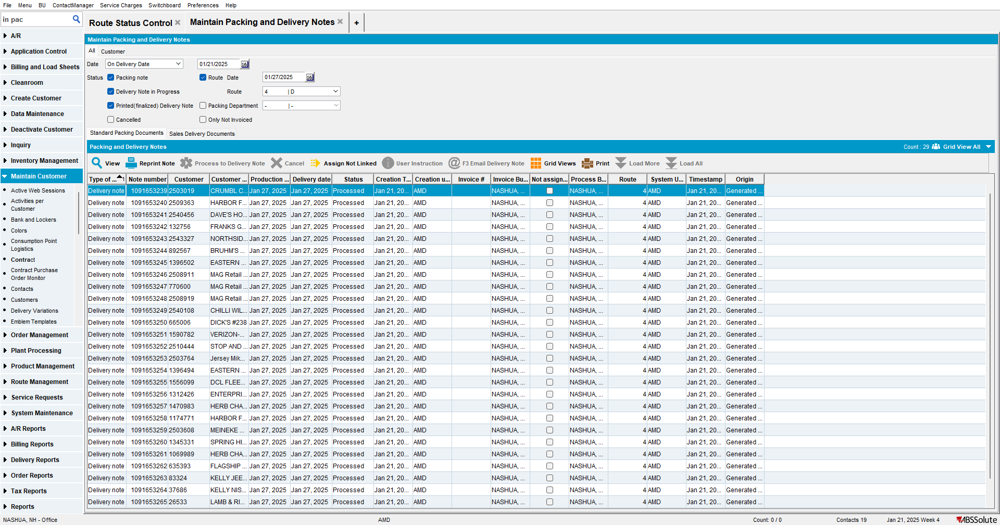 File Menu BU ContactManager Service Charges Switchboard Preferences Help
in pac
Route Status Control
Maintain Packing and Delivery Notes
+
A/R
Application Control
Billing and Load Sheets
Cleanroom
Create Customer
Data Maintenance
Deactivate Customer
Inquiry
Inventory Management
Maintain Customer
Active Web Sessions
Activities per
Customer
Bank and Lockers
Colors
Consumption Point
Logistics
Contract
Contract Purchase
Order Monitor
Contacts
Customers
Delivery Variations
Emblem Templates
Order Management
Plant Processing
Product Management
Route Management
Service Requests
System Maintenance
A/R Reports
Billing Reports
Delivery Reports
Order Reports
Tax Reports
Reports
Maintain Packing and Delivery Notes
All Customer
Date On Delivery Date 01/21/2025 16
Status Packing note Route Date 01/27/2025 16
Delivery Note in Progress Route 4 | D
Printed(finalized) Delivery Note Packing Department - | -
Cancelled Only Not Invoiced
Standard Packing Documents Sales Delivery Documents
Packing and Delivery Notes Count : 29 Grid View All
View Reprint Note Process to Delivery Note Cancel Assign Not Linked User Instruction F3 Email Delivery Note Grid Views Print Load More Load All
Type of ... 1 Note number Customer Customer ... Production ... Delivery date Status Creation T... Creation u... Invoice # Invoice Bu... Not assign... Process B... Route System U... Timestamp Origin
Delivery note 1091653239 2503019 CRUMBL C... Jan 27, 2025 Jan 27, 2025 Processed Jan 21, 20... AMD NASHUA, ... NASHUA, ... 4 AMD Jan 21, 20... Generated ...
Delivery note 1091653240 2509363 HARBOR F... Jan 27, 2025 Jan 27, 2025 Processed Jan 21, 20... AMD NASHUA, ... NASHUA, ... 4 AMD Jan 21, 20... Generated ...
Delivery note 1091653241 2540456 DAVE'S HO... Jan 27, 2025 Jan 27, 2025 Processed Jan 21, 20... AMD NASHUA, ... NASHUA, ... 4 AMD Jan 21, 20... Generated ...
Delivery note 1091653242 132756 FRANKS G... Jan 27, 2025 Jan 27, 2025 Processed Jan 21, 20... AMD NASHUA, ... NASHUA, ... 4 AMD Jan 21, 20... Generated ...
Delivery note 1091653243 2543327 NORTHSID... Jan 27, 2025 Jan 27, 2025 Processed Jan 21, 20... AMD NASHUA, ... NASHUA, ... 4 AMD Jan 21, 20... Generated ...
Delivery note 1091653244 892567 BRUHM'S ... Jan 27, 2025 Jan 27, 2025 Processed Jan 21, 20... AMD NASHUA, ... NASHUA, ... 4 AMD Jan 21, 20... Generated ...
Delivery note 1091653245 1396502 EASTERN ... Jan 27, 2025 Jan 27, 2025 Processed Jan 21, 20... AMD NASHUA, ... NASHUA, ... 4 AMD Jan 21, 20... Generated ...
Delivery note 1091653246 2508911 MAG Retail ... Jan 27, 2025 Jan 27, 2025 Processed Jan 21, 20... AMD NASHUA, ... NASHUA, ... 4 AMD Jan 21, 20... Generated ...
Delivery note 1091653247 770600 MAG Retail ... Jan 27, 2025 Jan 27, 2025 Processed Jan 21, 20... AMD NASHUA, ... NASHUA, ... 4 AMD Jan 21, 20... Generated ...
Delivery note 1091653248 2508919 MAG Retail ... Jan 27, 2025 Jan 27, 2025 Processed Jan 21, 20... AMD NASHUA, ... NASHUA, ... 4 AMD Jan 21, 20... Generated ...
Delivery note 1091653249 2540108 CHILLI WIL... Jan 27, 2025 Jan 27, 2025 Processed Jan 21, 20... AMD NASHUA, ... NASHUA, ... 4 AMD Jan 21, 20... Generated ...
Delivery note 1091653250 665006 DICK'S #238 Jan 27, 2025 Jan 27, 2025 Processed Jan 21, 20... AMD NASHUA, ... NASHUA, ... 4 AMD Jan 21, 20... Generated ...
Delivery note 1091653251 1590782 VERIZON-... Jan 27, 2025 Jan 27, 2025 Processed Jan 21, 20... AMD NASHUA, ... NASHUA, ... 4 AMD Jan 21, 20... Generated ...
Delivery note 1091653252 2510444 STOP AND ... Jan 27, 2025 Jan 27, 2025 Processed Jan 21, 20... AMD NASHUA, ... NASHUA, ... 4 AMD Jan 21, 20... Generated ...
Delivery note 1091653253 2503764 Jersey Mik... Jan 27, 2025 Jan 27, 2025 Processed Jan 21, 20... AMD NASHUA, ... NASHUA, ... 4 AMD Jan 21, 20... Generated ...
Delivery note 1091653254 1396494 EASTERN ... Jan 27, 2025 Jan 27, 2025 Processed Jan 21, 20... AMD NASHUA, ... NASHUA, ... 4 AMD Jan 21, 20... Generated ...
Delivery note 1091653255 1556099 DCL FLEE... Jan 27, 2025 Jan 27, 2025 Processed Jan 21, 20... AMD NASHUA, ... NASHUA, ... 4 AMD Jan 21, 20... Generated ...
Delivery note 1091653256 1312426 ENTERPRI... Jan 27, 2025 Jan 27, 2025 Processed Jan 21, 20... AMD NASHUA, ... NASHUA, ... 4 AMD Jan 21, 20... Generated ...
Delivery note 1091653257 1470983 HERB CHA... Jan 27, 2025 Jan 27, 2025 Processed Jan 21, 20... AMD NASHUA, ... NASHUA, ... 4 AMD Jan 21, 20... Generated ...
Delivery note 1091653258 1174771 HARBOR F... Jan 27, 2025 Jan 27, 2025 Processed Jan 21, 20... AMD NASHUA, ... NASHUA, ... 4 AMD Jan 21, 20... Generated ...
Delivery note 1091653259 2503608 MEINEKE ... Jan 27, 2025 Jan 27, 2025 Processed Jan 21, 20... AMD NASHUA, ... NASHUA, ... 4 AMD Jan 21, 20... Generated ...
Delivery note 1091653260 1345331 SPRING HI... Jan 27, 2025 Jan 27, 2025 Processed Jan 21, 20... AMD NASHUA, ... NASHUA, ... 4 AMD Jan 21, 20... Generated ...
Delivery note 1091653261 1069989 HERB CHA... Jan 27, 2025 Jan 27, 2025 Processed Jan 21, 20... AMD NASHUA, ... NASHUA, ... 4 AMD Jan 21, 20... Generated ...
Delivery note 1091653262 635393 FLAGSHIP ... Jan 27, 2025 Jan 27, 2025 Processed Jan 21, 20... AMD NASHUA, ... NASHUA, ... 4 AMD Jan 21, 20... Generated ...
Delivery note 1091653263 83324 KELLY JEE... Jan 27, 2025 Jan 27, 2025 Processed Jan 21, 20... AMD NASHUA, ... NASHUA, ... 4 AMD Jan 21, 20... Generated ...
Delivery note 1091653264 37686 KELLY NIS... Jan 27, 2025 Jan 27, 2025 Processed Jan 21, 20... AMD NASHUA, ... NASHUA, ... 4 AMD Jan 21, 20... Generated ...
Delivery note 1091653265 26533 LAMB & RI... Jan 27, 2025 Jan 27, 2025 Processed Jan 21, 20... AMD NASHUA, ... NASHUA, ... 4 AMD Jan 21, 20... Generated ...
NASHUA, NH - Office AMD Count: 0 / 0 Contacts 19 Jan 21, 2025 Week 4 ABSSolute